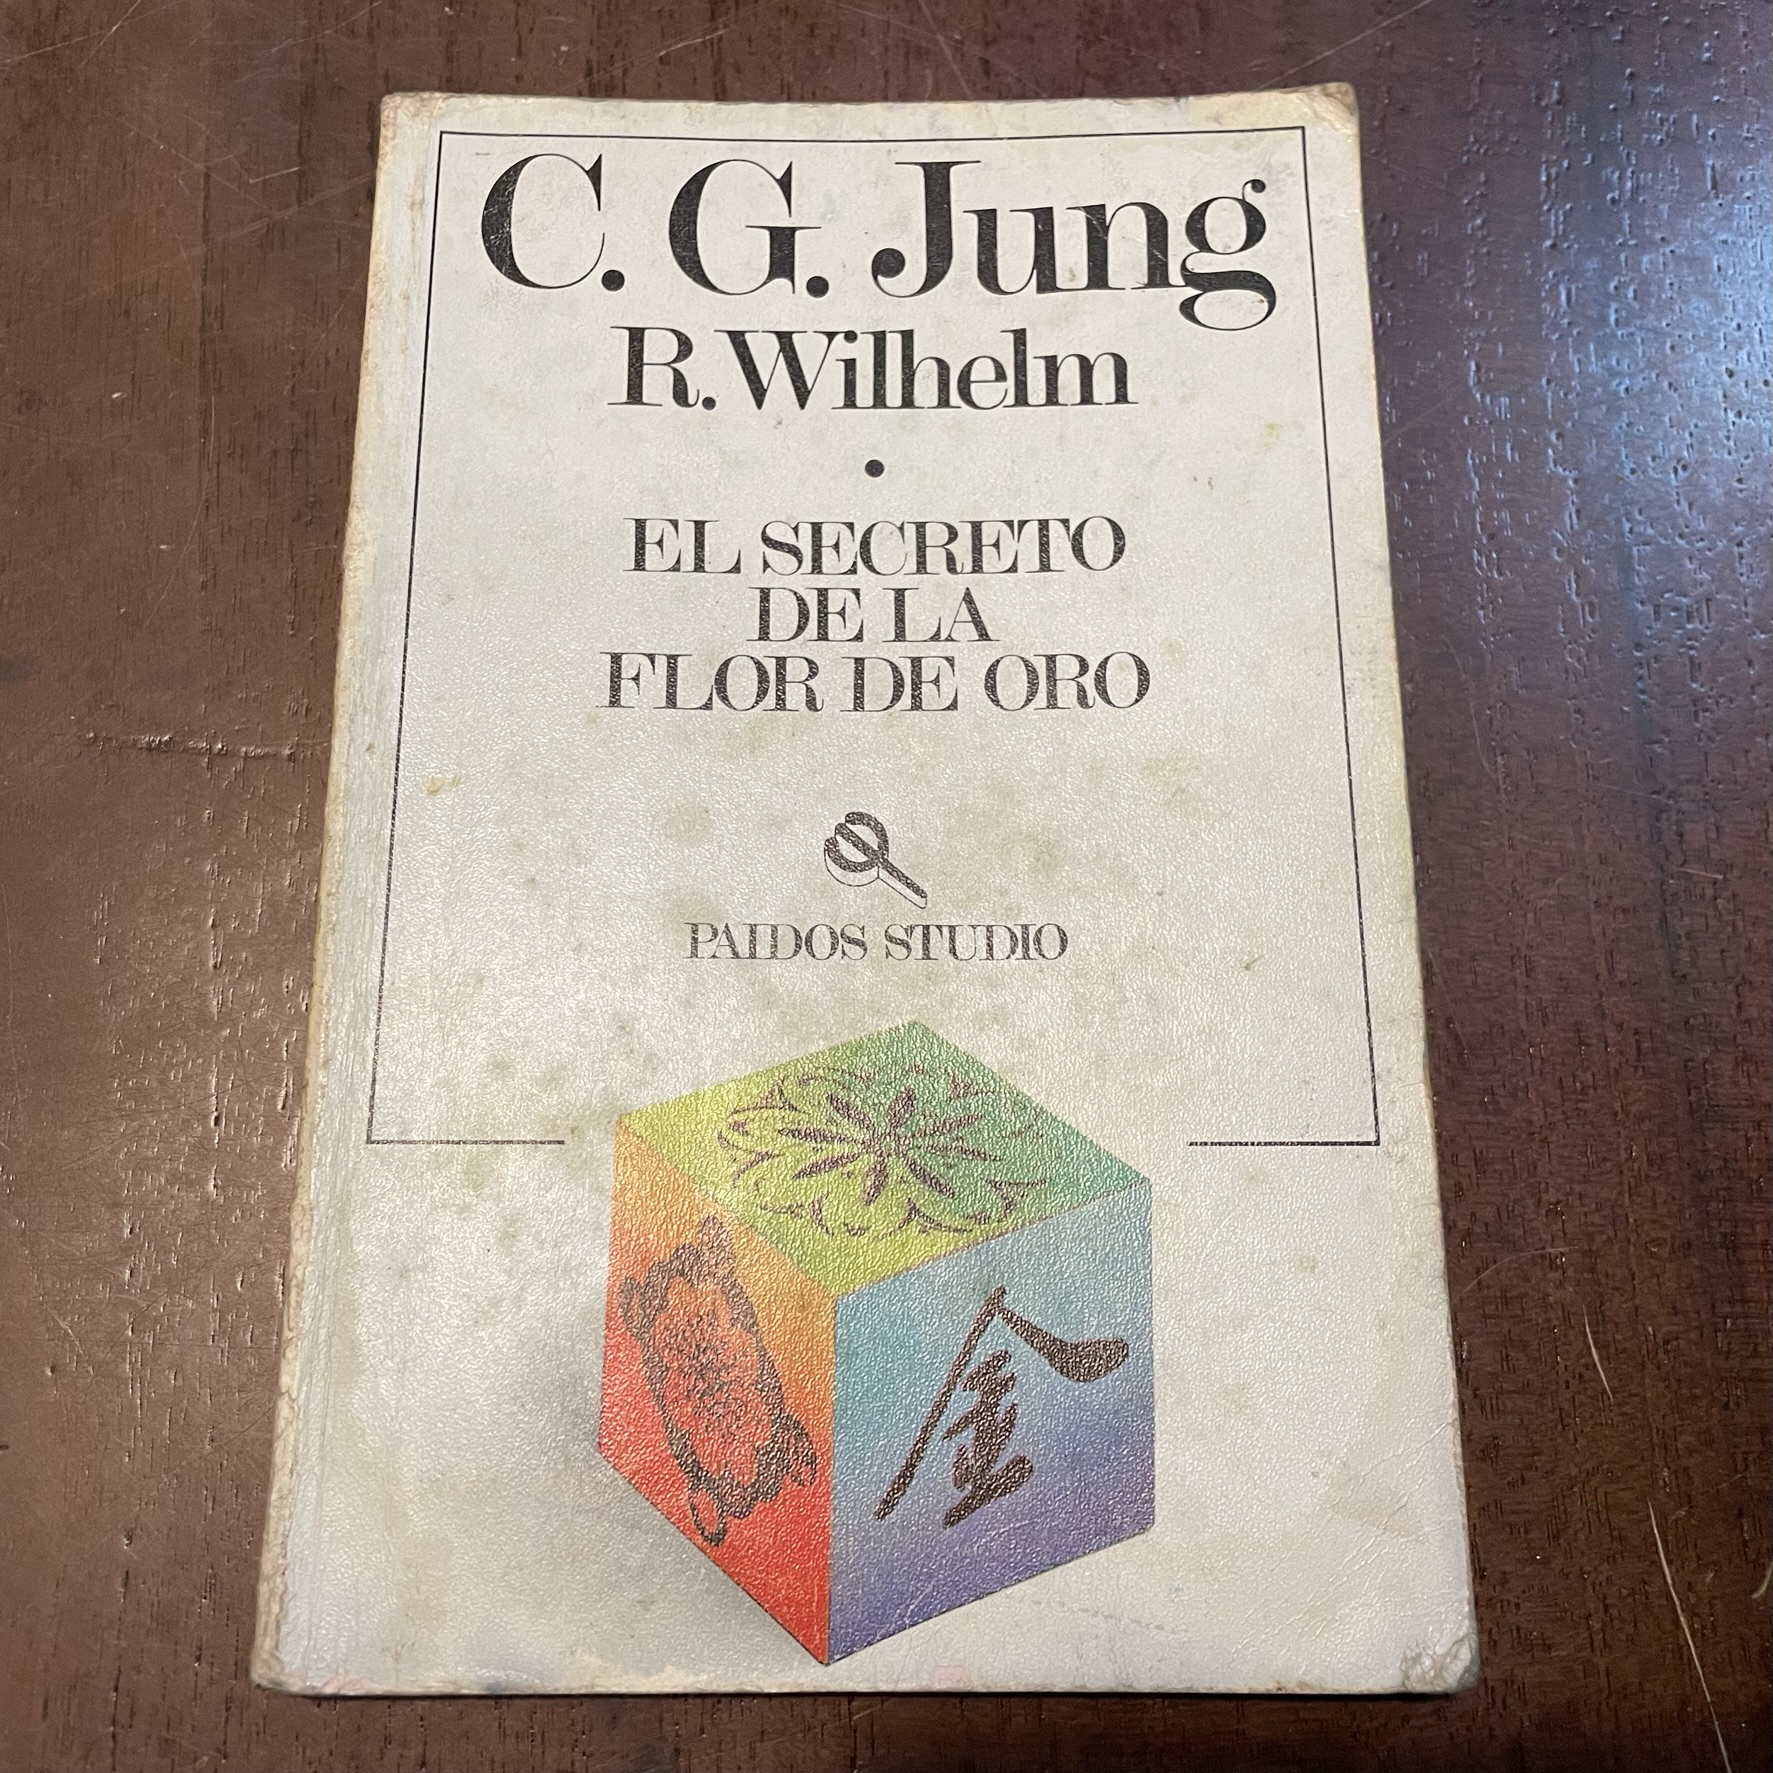 C. G. Jung
R. Wilhelm
•
EL SECRETO
DE LA
FLOR DE ORO
PAIDOS STUDIO
金